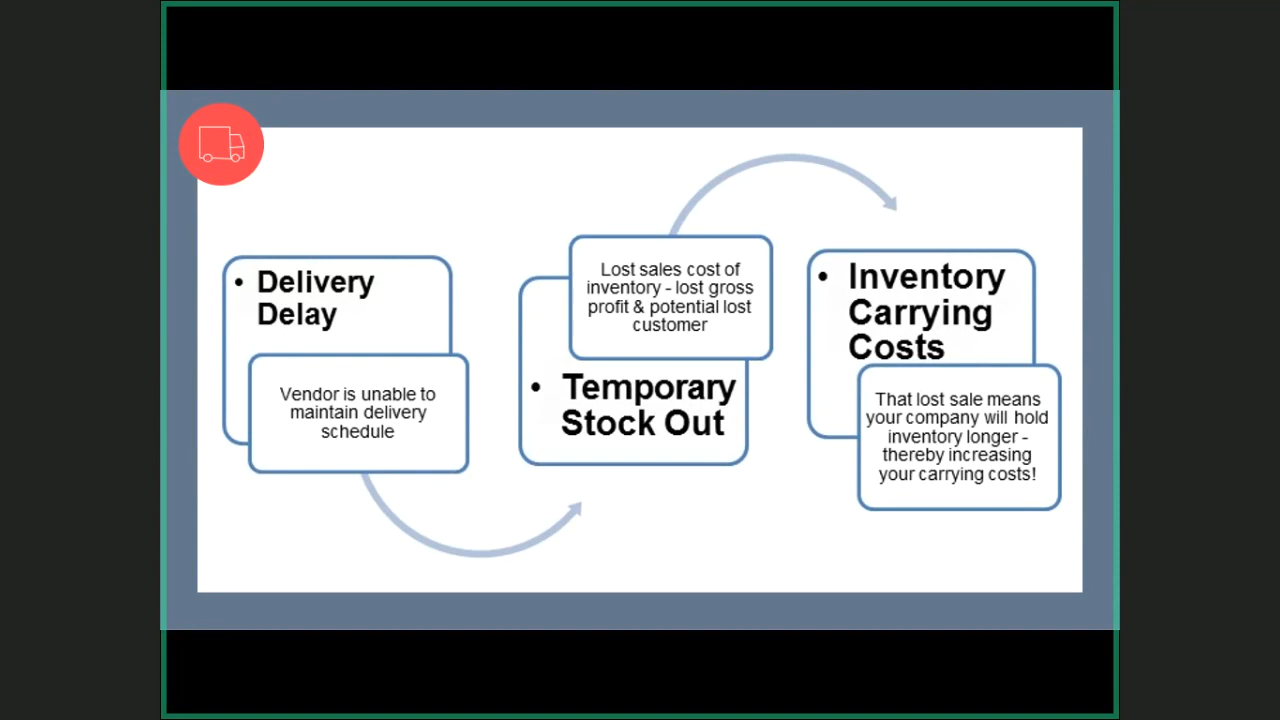 • Delivery
Delay
Vendor is unable to
maintain delivery
schedule
Lost sales cost of
inventory - lost gross
profit & potential lost
customer
• Temporary
Stock Out
• Inventory
Carrying
Costs
That lost sale means
your company will hold
inventory longer -
thereby increasing
your carrying costs!